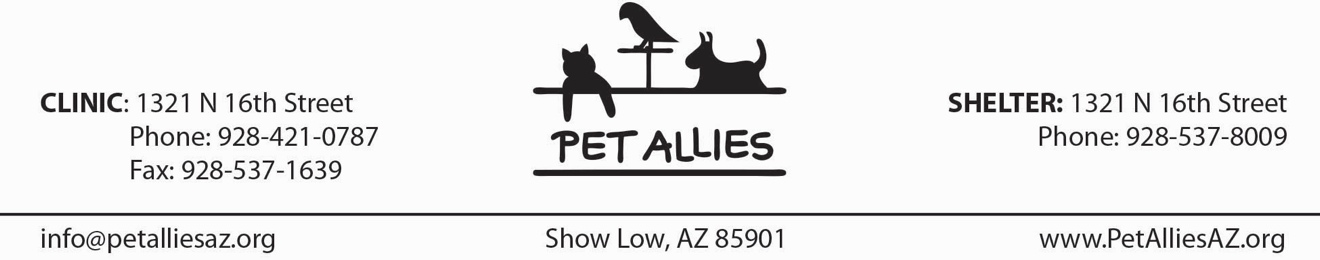 CLINIC: 1321 N 16th Street
Phone: 928-421-0787
Fax: 928-537-1639
PET ALLIES
SHELTER: 1321 N 16th Street
Phone: 928-537-8009
info@petalliesaz.org
Show Low, AZ 85901
www.PetAlliesAZ.org